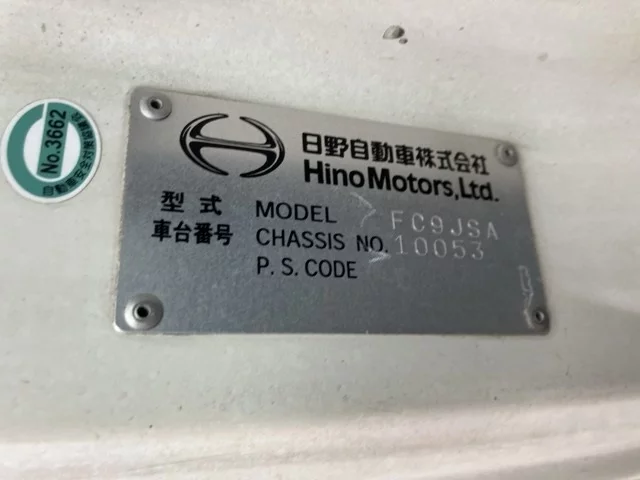 No.3662
日野自動車株式会社
Hino Motors, Ltd.
型式 MODEL FC9JSA
車台番号 CHASSIS NO. 10053
P. S. CODE